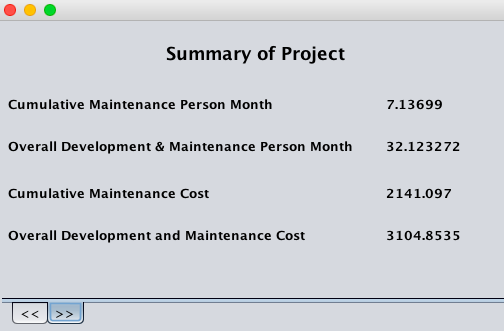 Summary of Project
Cumulative Maintenance Person Month 7.13699
Overall Development & Maintenance Person Month 32.123272
Cumulative Maintenance Cost 2141.097
Overall Development and Maintenance Cost 3104.8535
<< >>